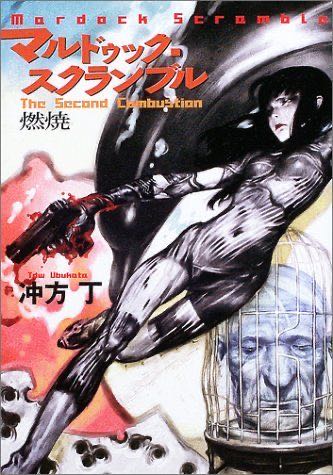 Mardock Scramble
マルドゥック・
スクランブル
The Second Combustion
燃焼
Tow Ubukata
冲方 丁